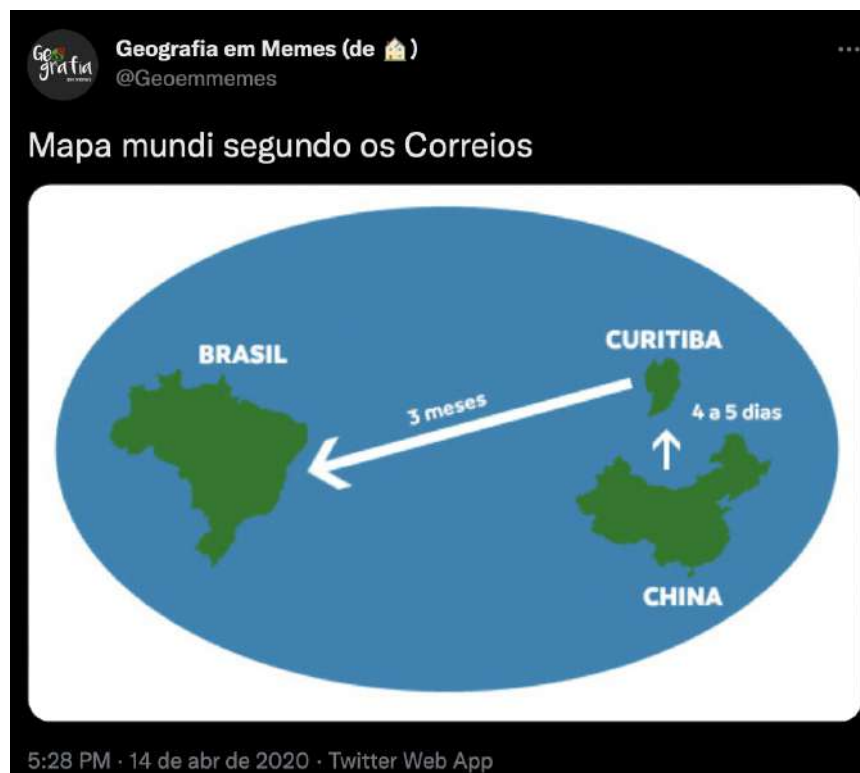 Geografia em Memes (de 🏠)
@Geoemmemes
Mapa mundi segundo os Correios
BRASIL
CURITIBA
3 meses
4 a 5 dias
CHINA
5:28 PM · 14 de abr de 2020 · Twitter Web App